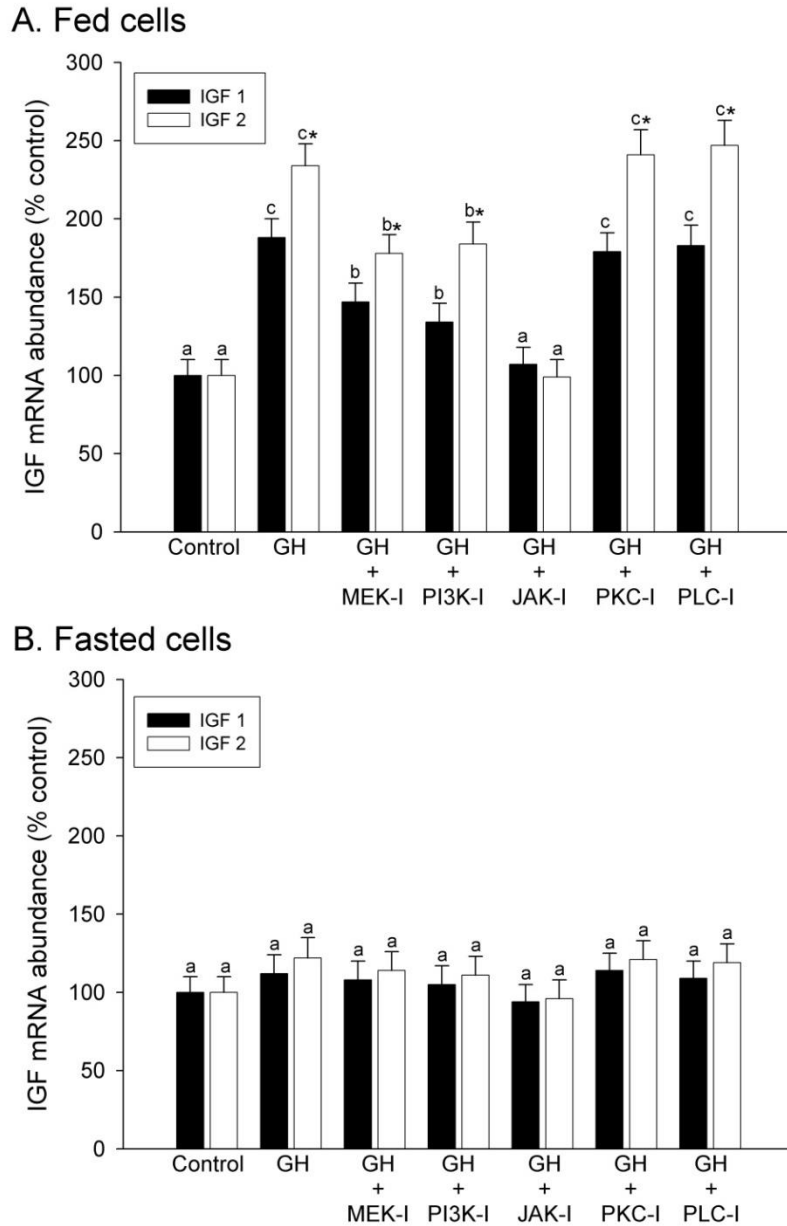 A. Fed cells
IGF mRNA abundance (% control)
300
250
200
150
100
50
0
IGF 1
IGF 2
a a c c* b b* b b* a a c c* c c*
Control GH GH GH GH GH GH
+ + + + +
MEK-I PI3K-I JAK-I PKC-I PLC-I
B. Fasted cells
IGF mRNA abundance (% control)
300
250
200
150
100
50
0
IGF 1
IGF 2
a a a a a a a a a a a a a a
Control GH GH GH GH GH GH
+ + + + +
MEK-I PI3K-I JAK-I PKC-I PLC-I